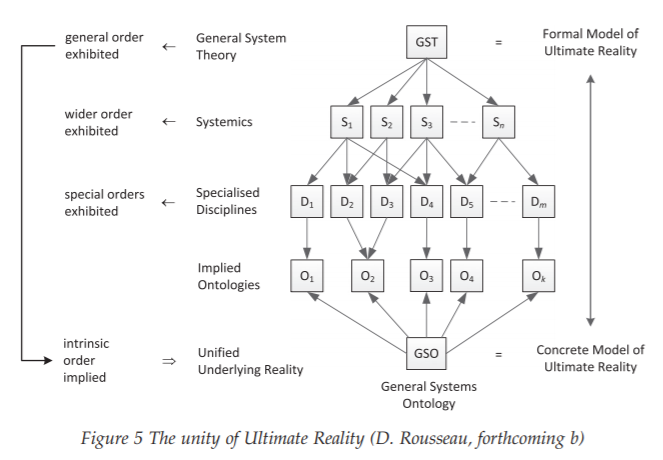 general order
exhibited
←
General System
Theory
GST
=
Formal Model of
Ultimate Reality
wider order
exhibited
←
Systemics
S₁
S₂
S₃
Sₙ
special orders
exhibited
←
Specialised
Disciplines
D₁
D₂
D₃
D₄
D₅
Dₘ
Implied
Ontologies
O₁
O₂
O₃
O₄
Oₖ
intrinsic
order
implied
⇒
Unified
Underlying Reality
GSO
=
Concrete Model of
Ultimate Reality
General Systems
Ontology
Figure 5 The unity of Ultimate Reality (D. Rousseau, forthcoming b)